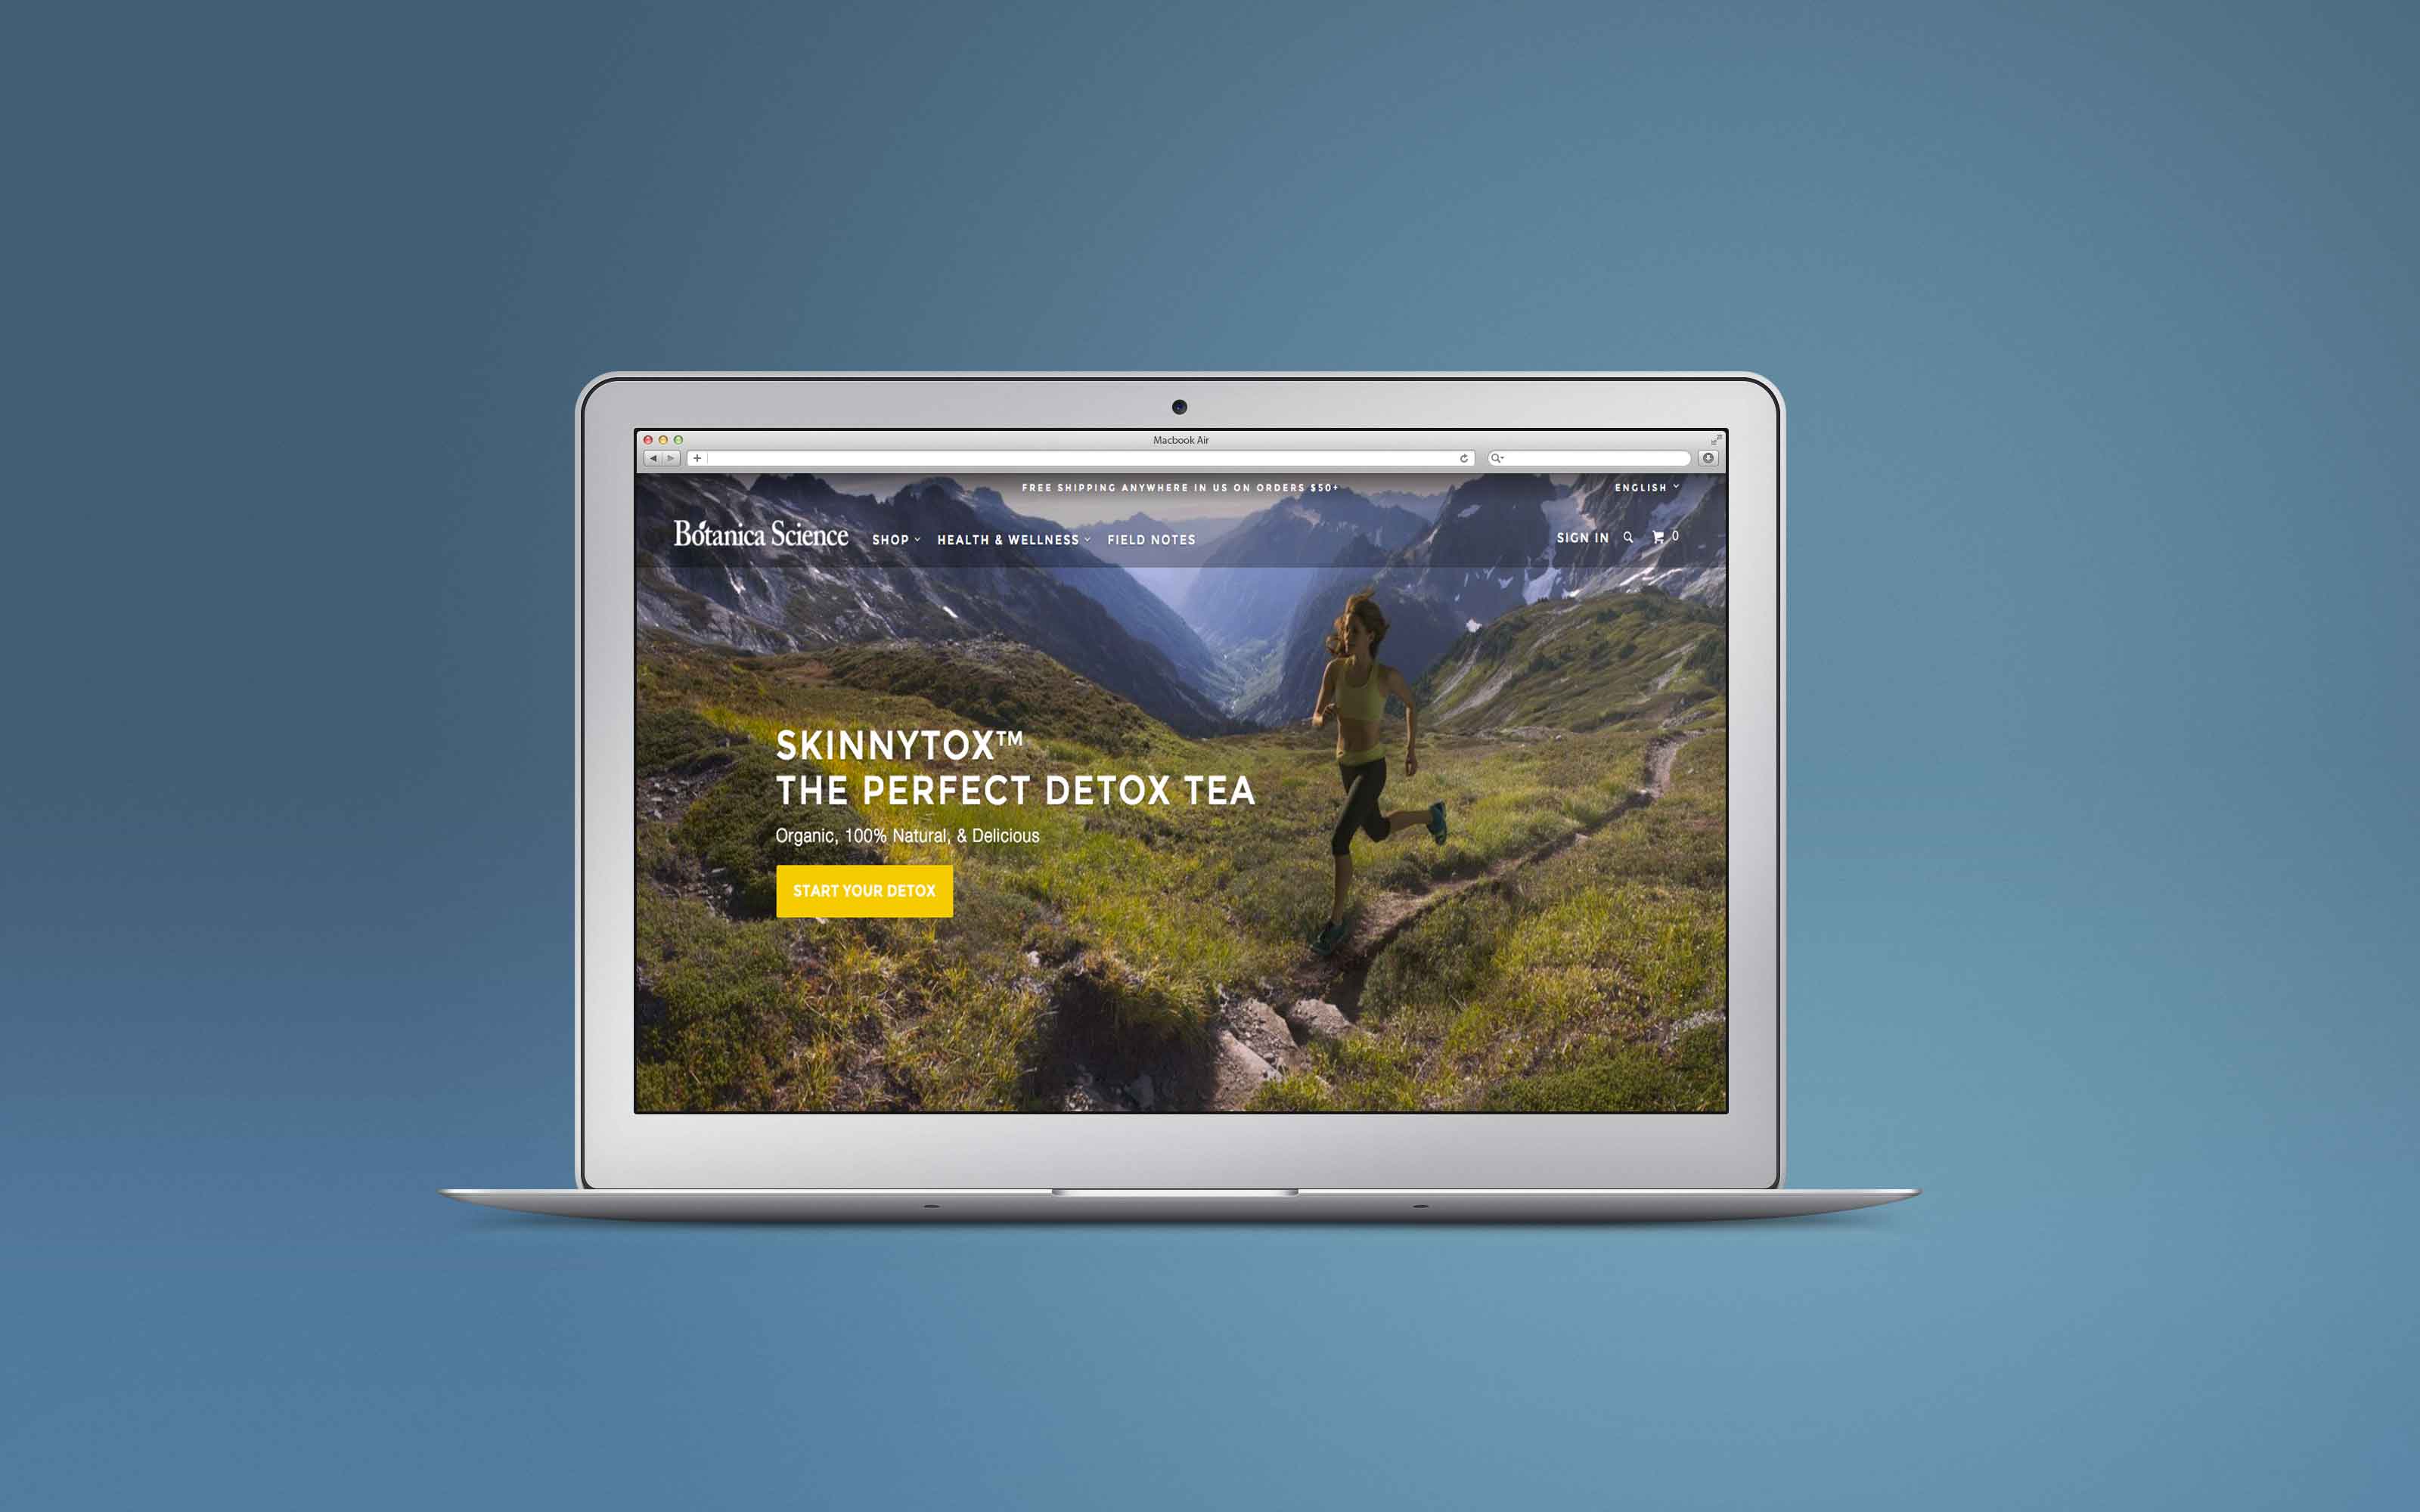 Macbook Air
FREE SHIPPING ANYWHERE IN US ON ORDERS $50+
ENGLISH
Botanica Science
SHOP
HEALTH & WELLNESS
FIELD NOTES
SIGN IN
0
SKINNYTOX™
THE PERFECT DETOX TEA
Organic, 100% Natural, & Delicious
START YOUR DETOX